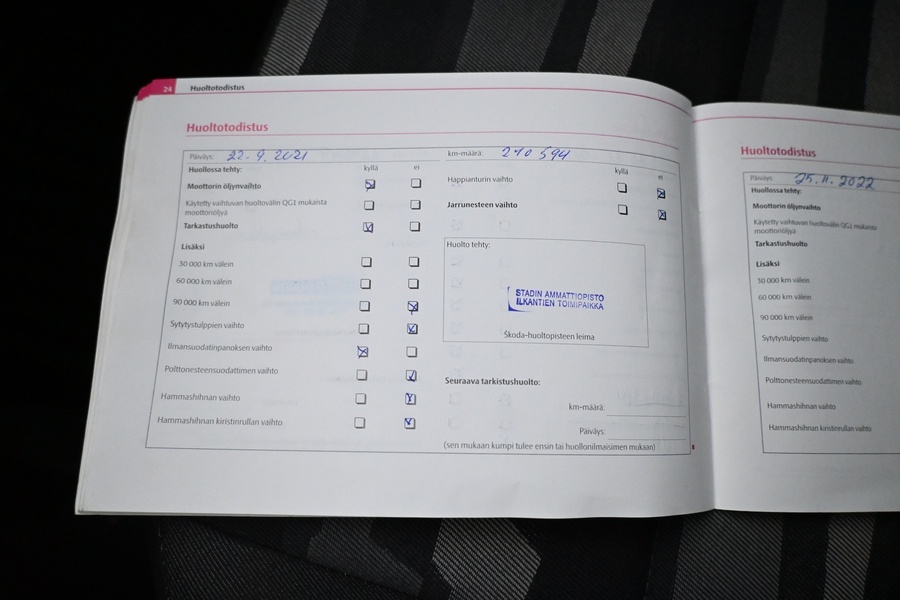 24 Huoltotodistus
Huoltotodistus
Päiväys: 22.9.2021
km-määrä: 210 594
Huollossa tehty: kyllä ei
Moottorin öljynvaihto
Käytetty vaihtuvan huoltovälin QG1 mukaista
moottoriöljyä
Tarkastushuolto
Lisäksi
30 000 km välein
60 000 km välein
90 000 km välein
Sytytystulppien vaihto
Ilmansuodatinpanoksen vaihto
Polttonesteensuodattimen vaihto
Hammashihnan vaihto
Hammashihnan kiristinrullan vaihto
kyllä ei
Happianturin vaihto
Jarrunesteen vaihto
Huolto tehty:
STADIN AMMATTIOPISTO
ILKANTIEN TOIMIPAIKKA
Škoda-huoltopisteen leima
Seuraava tarkistushuolto:
km-määrä:
Päiväys:
(sen mukaan kumpi tulee ensin tai huollonilmaisimen mukaan)
Huoltotodistus
Päiväys: 25.11.2022
Huollossa tehty:
Moottorin öljynvaihto
Käytetty vaihtuvan huoltovälin QG1 mukaista
moottoriöljyä
Tarkastushuolto
Lisäksi
30 000 km välein
60 000 km välein
90 000 km välein
Sytytystulppien vaihto
Ilmansuodatinpanoksen vaihto
Polttonesteensuodattimen vaihto
Hammashihnan vaihto
Hammashihnan kiristinrullan vaihto